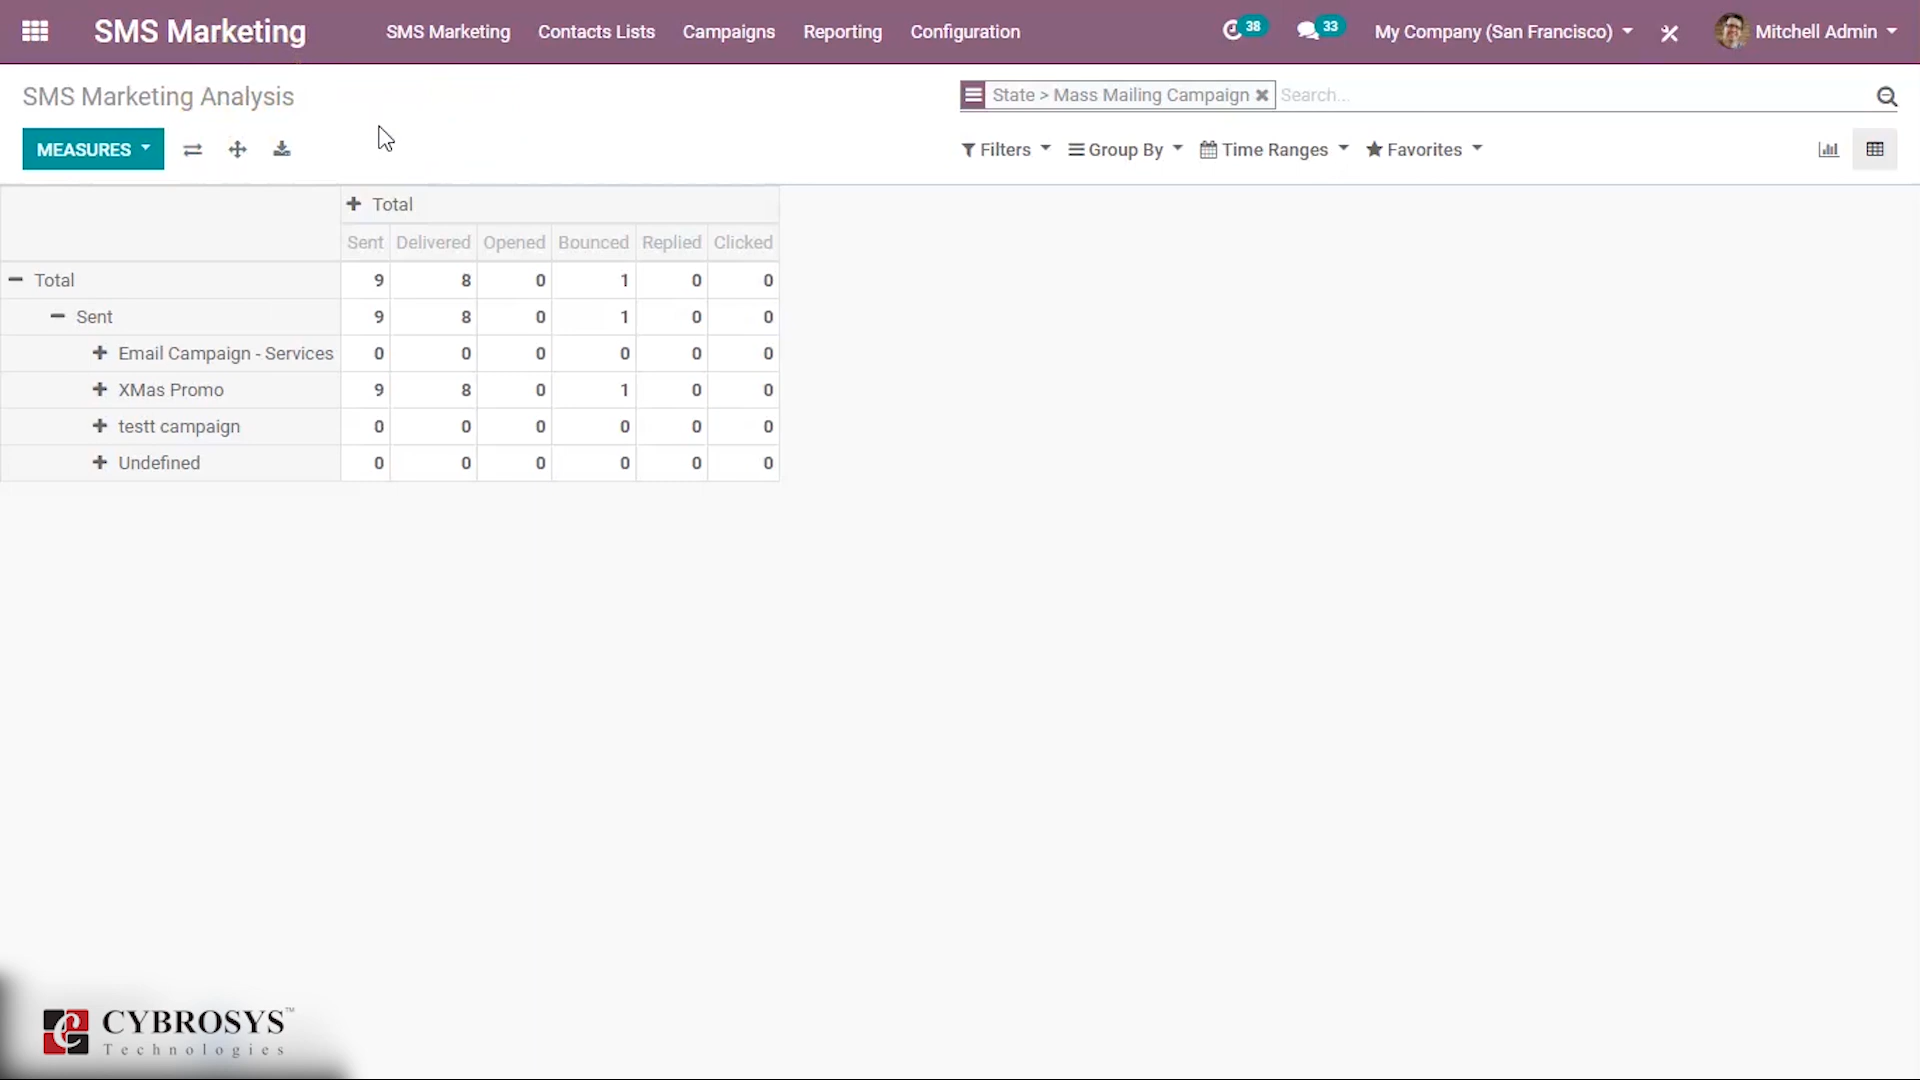 SMS Marketing SMS Marketing Contacts Lists Campaigns Reporting Configuration 38 33 My Company (San Francisco) Mitchell Admin
SMS Marketing Analysis State > Mass Mailing Campaign Search...
MEASURES Filters Group By Time Ranges Favorites
Total
Sent Delivered Opened Bounced Replied Clicked
Total 9 8 0 1 0 0
Sent 9 8 0 1 0 0
Email Campaign - Services 0 0 0 0 0 0
XMas Promo 9 8 0 1 0 0
testt campaign 0 0 0 0 0 0
Undefined 0 0 0 0 0 0
CYBROSYS™
Technologies